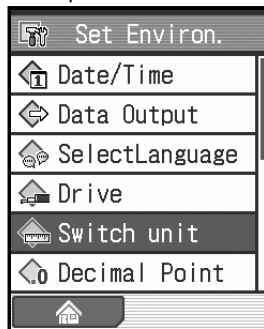 Set Environ.
Date/Time
Data Output
SelectLanguage
Drive
Switch unit
Decimal Point